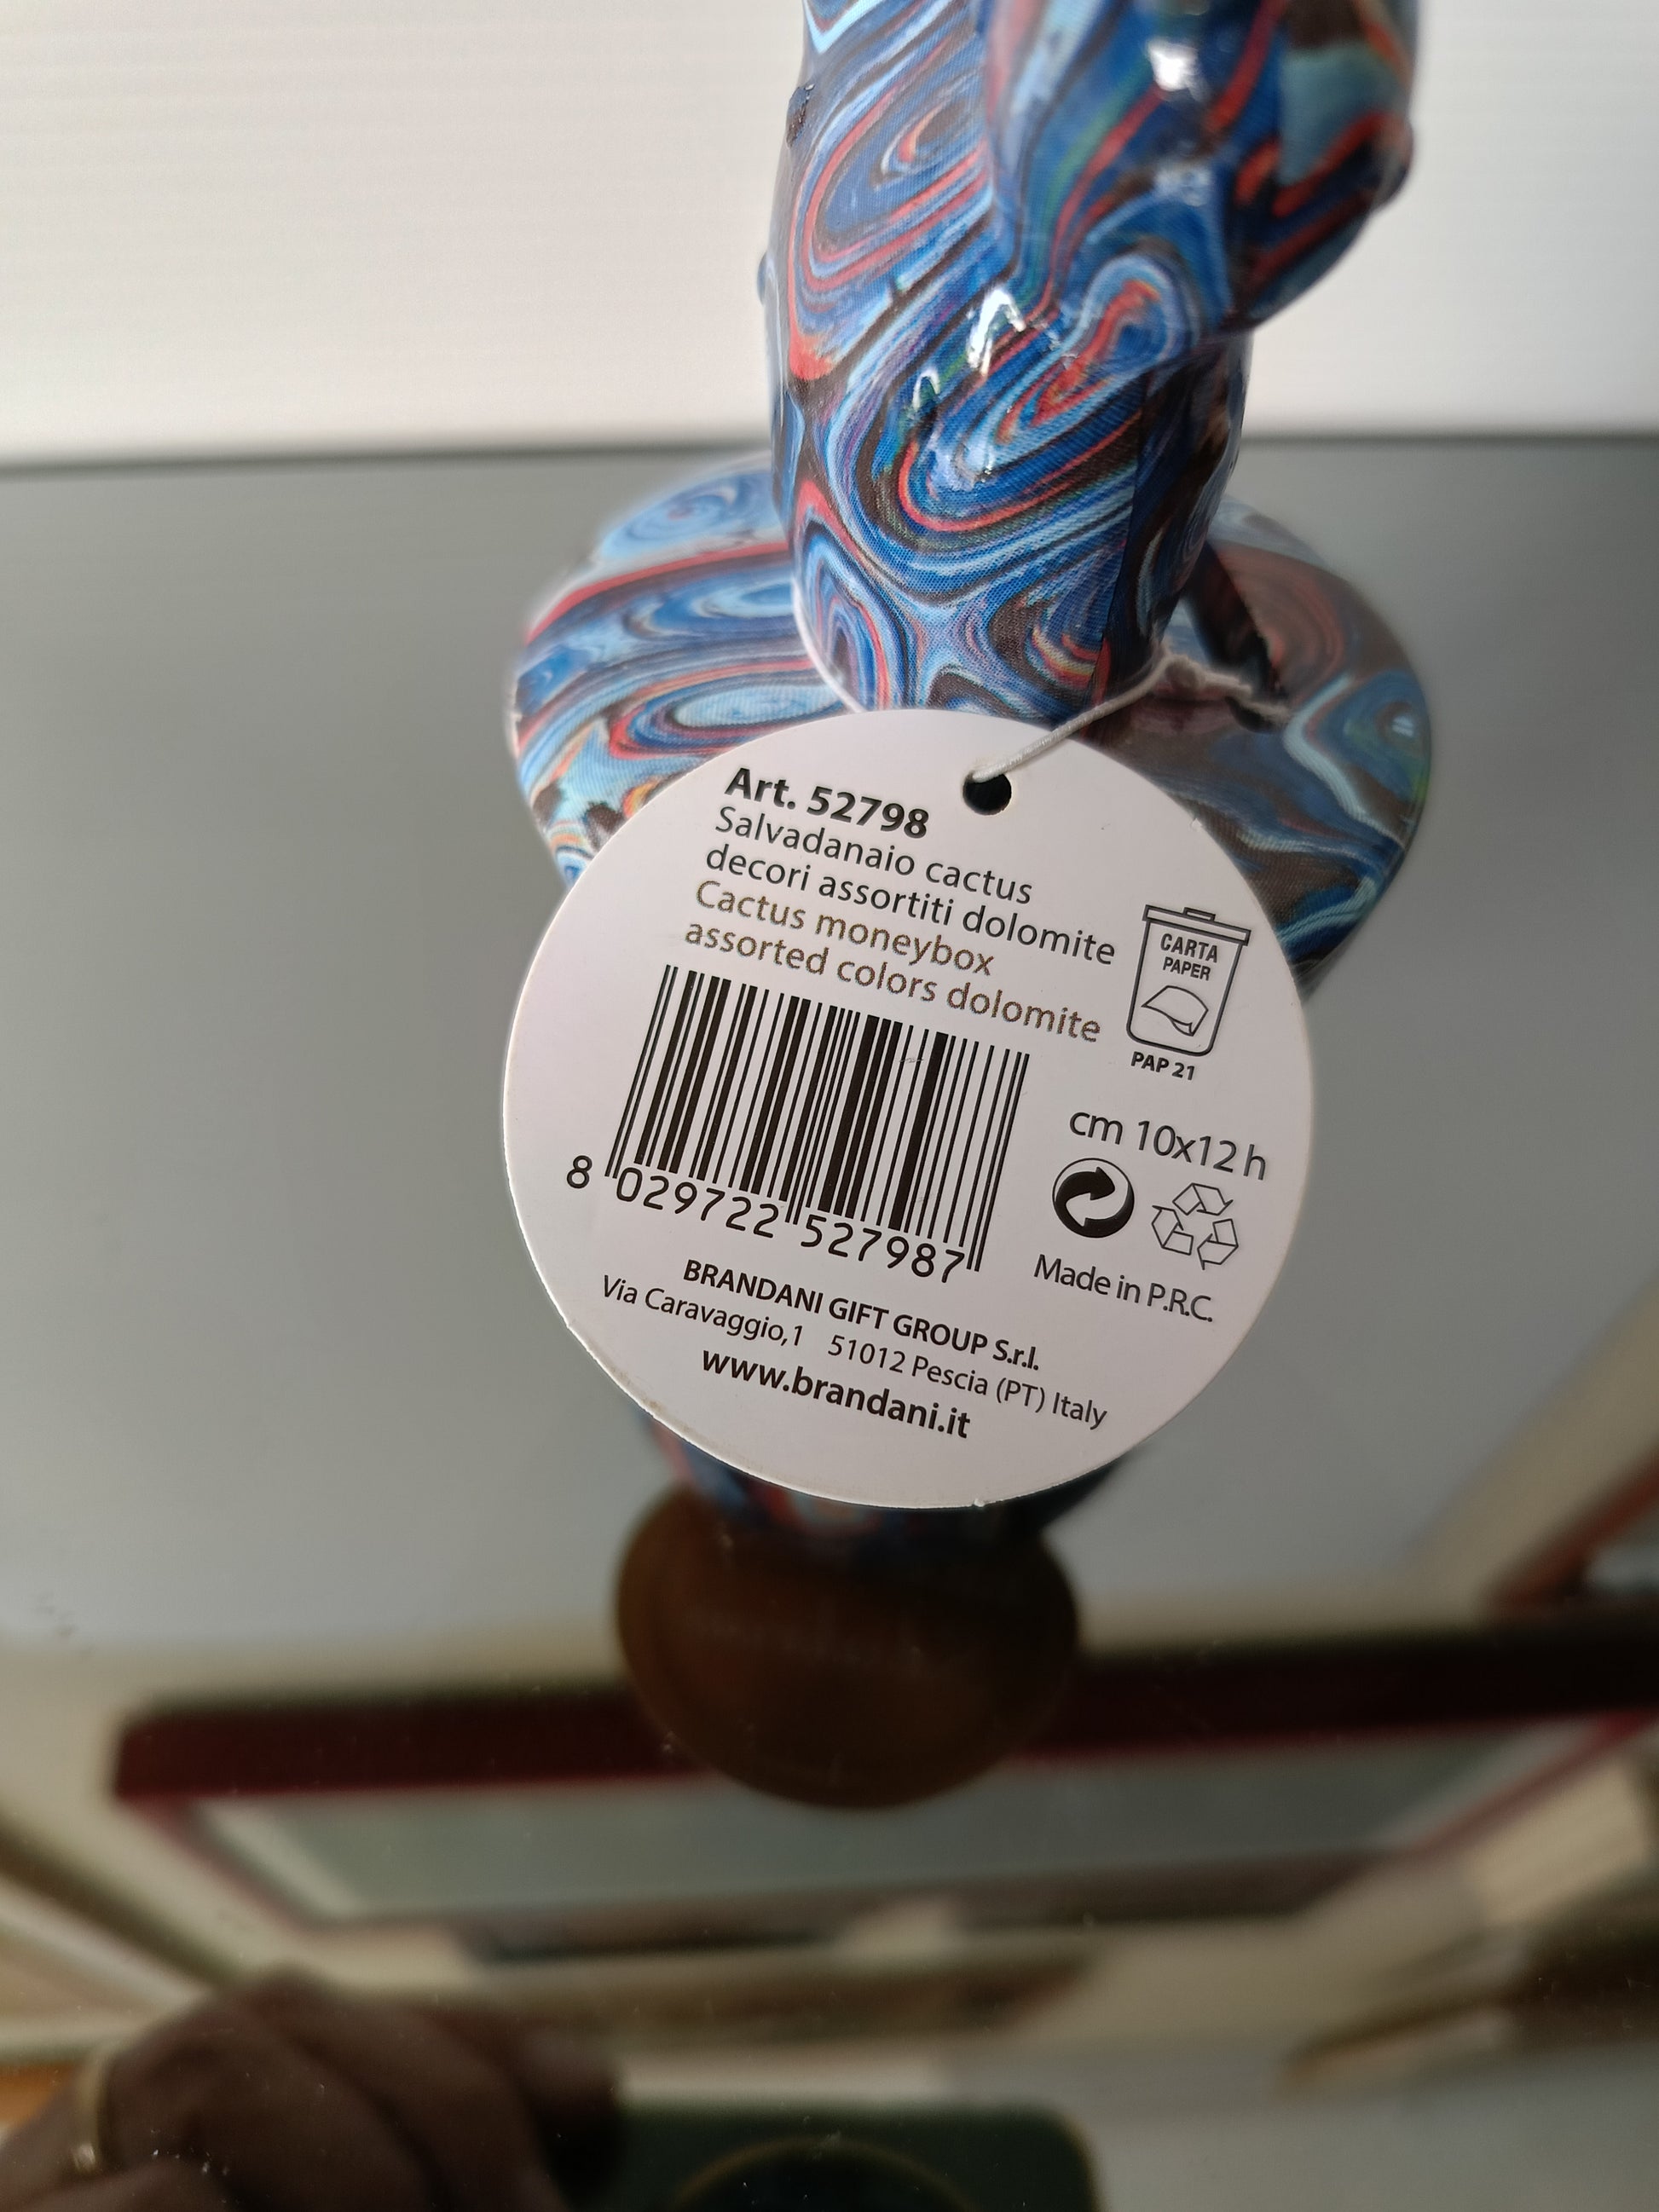 Art. 52798
Salvadanaio cactus
decori assortiti dolomite
Cactus moneybox
assorted colors dolomite
CARTA
PAPER
PAP 21
cm 10x12 h
8 029722 527987
Made in P.R.C.
BRANDANI GIFT GROUP S.r.l.
Via Caravaggio,1 51012 Pescia (PT) Italy
www.brandani.it